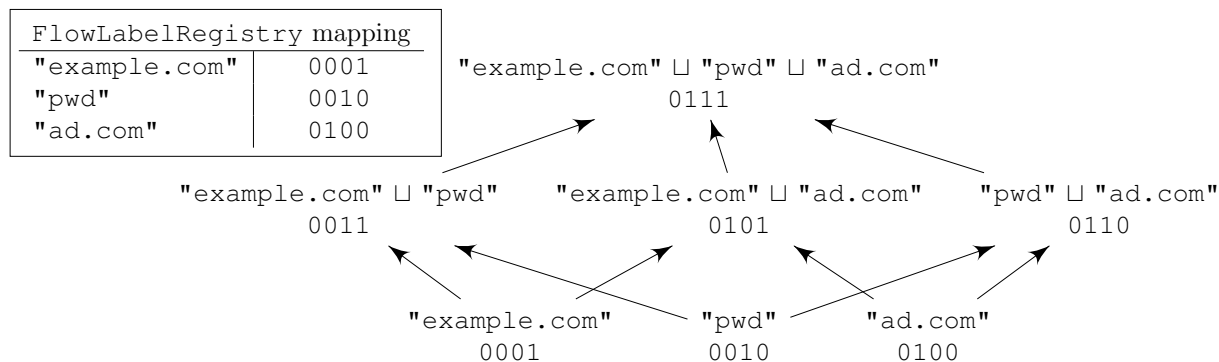 FlowLabelRegistry mapping
"example.com" 0001
"pwd" 0010
"ad.com" 0100
"example.com" ⊔ "pwd" ⊔ "ad.com"
0111
"example.com" ⊔ "pwd" "example.com" ⊔ "ad.com" "pwd" ⊔ "ad.com"
0011 0101 0110
"example.com" "pwd" "ad.com"
0001 0010 0100